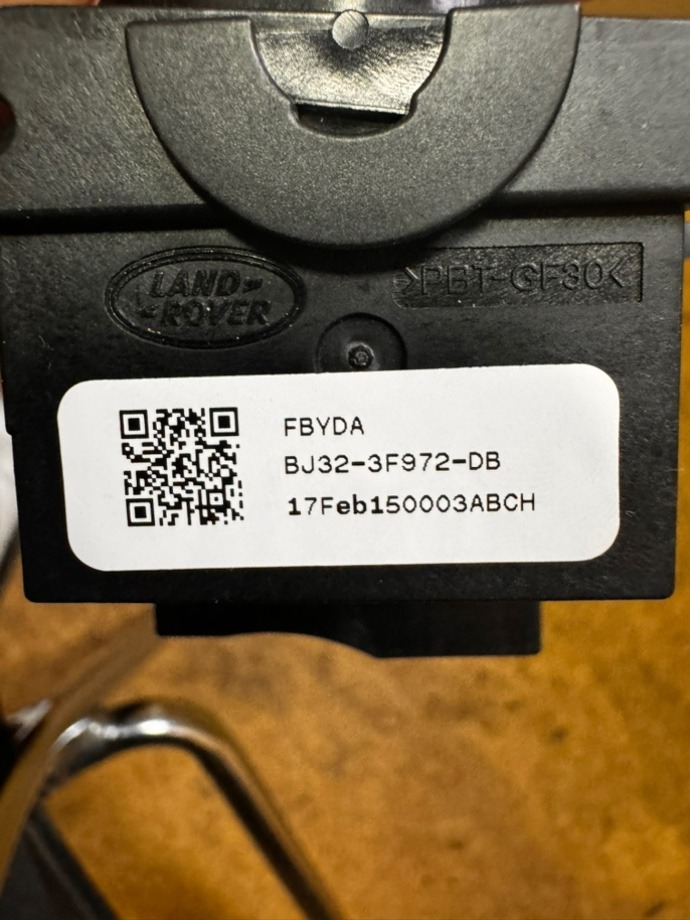 LAND-
-ROVER
>PBT-GF30<
FBYDA
BJ32-3F972-DB
17Feb150003ABCH